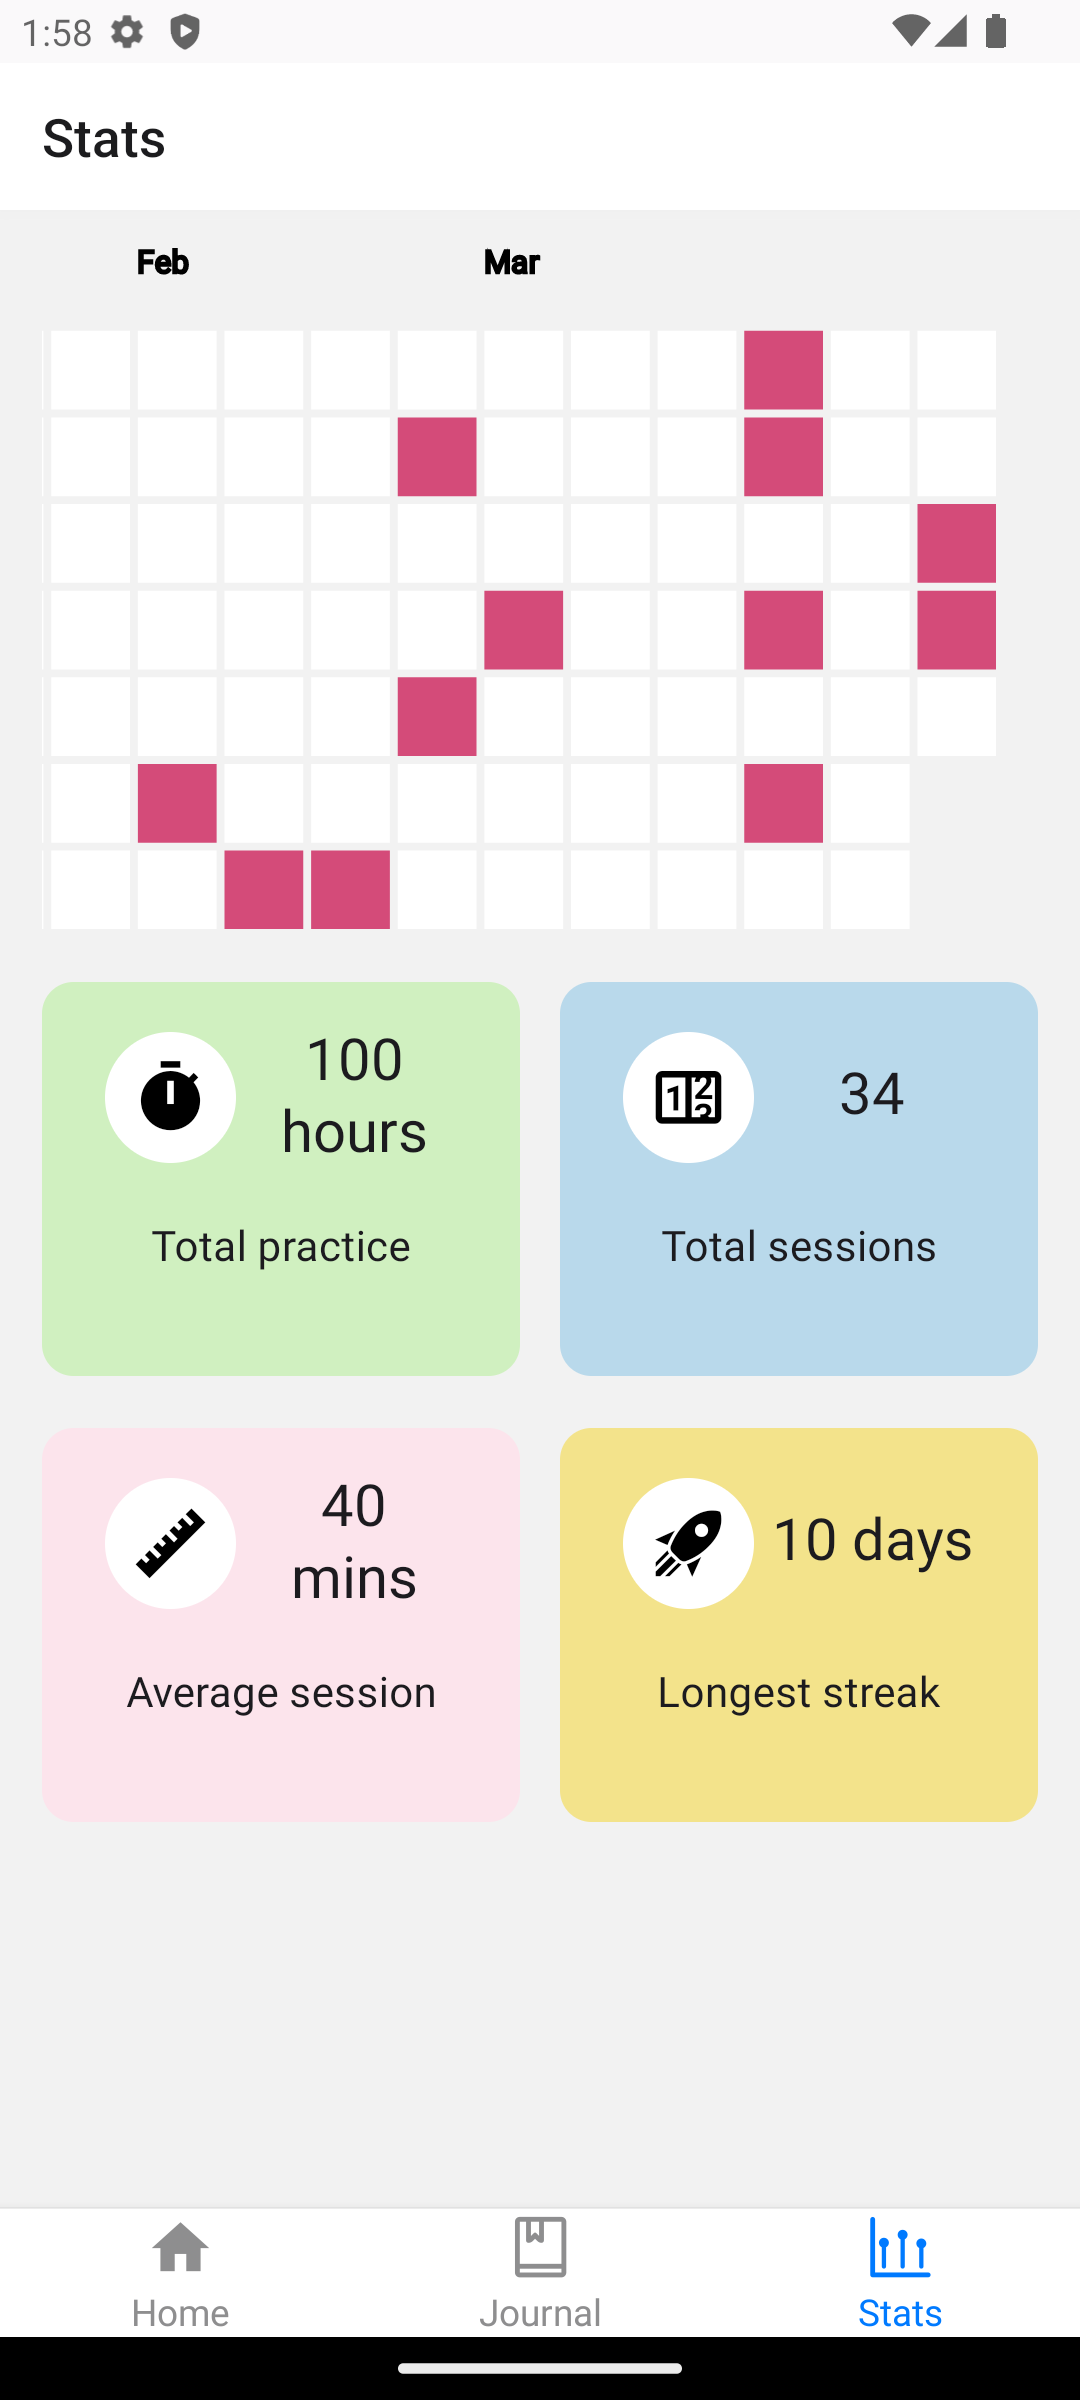 1:58
Stats
Feb Mar
100
hours
Total practice
34
Total sessions
40
mins
Average session
10 days
Longest streak
Home
Journal
Stats